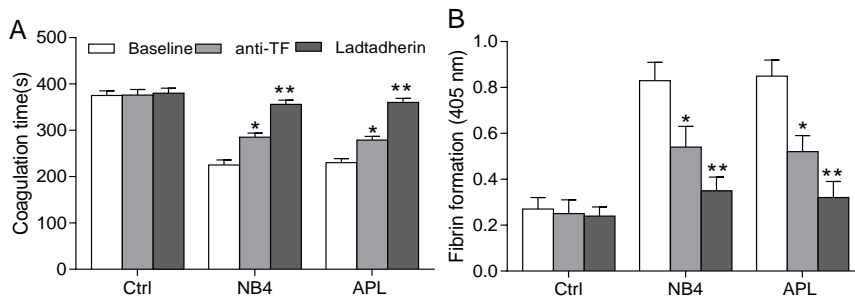 A
Coagulation time(s)
500
400
300
200
100
0
Baseline anti-TF Ladtadherin
* ** * **
Ctrl NB4 APL
B
Fibrin formation (405 nm)
1.0
0.8
0.6
0.4
0.2
0.0
* ** * **
Ctrl NB4 APL